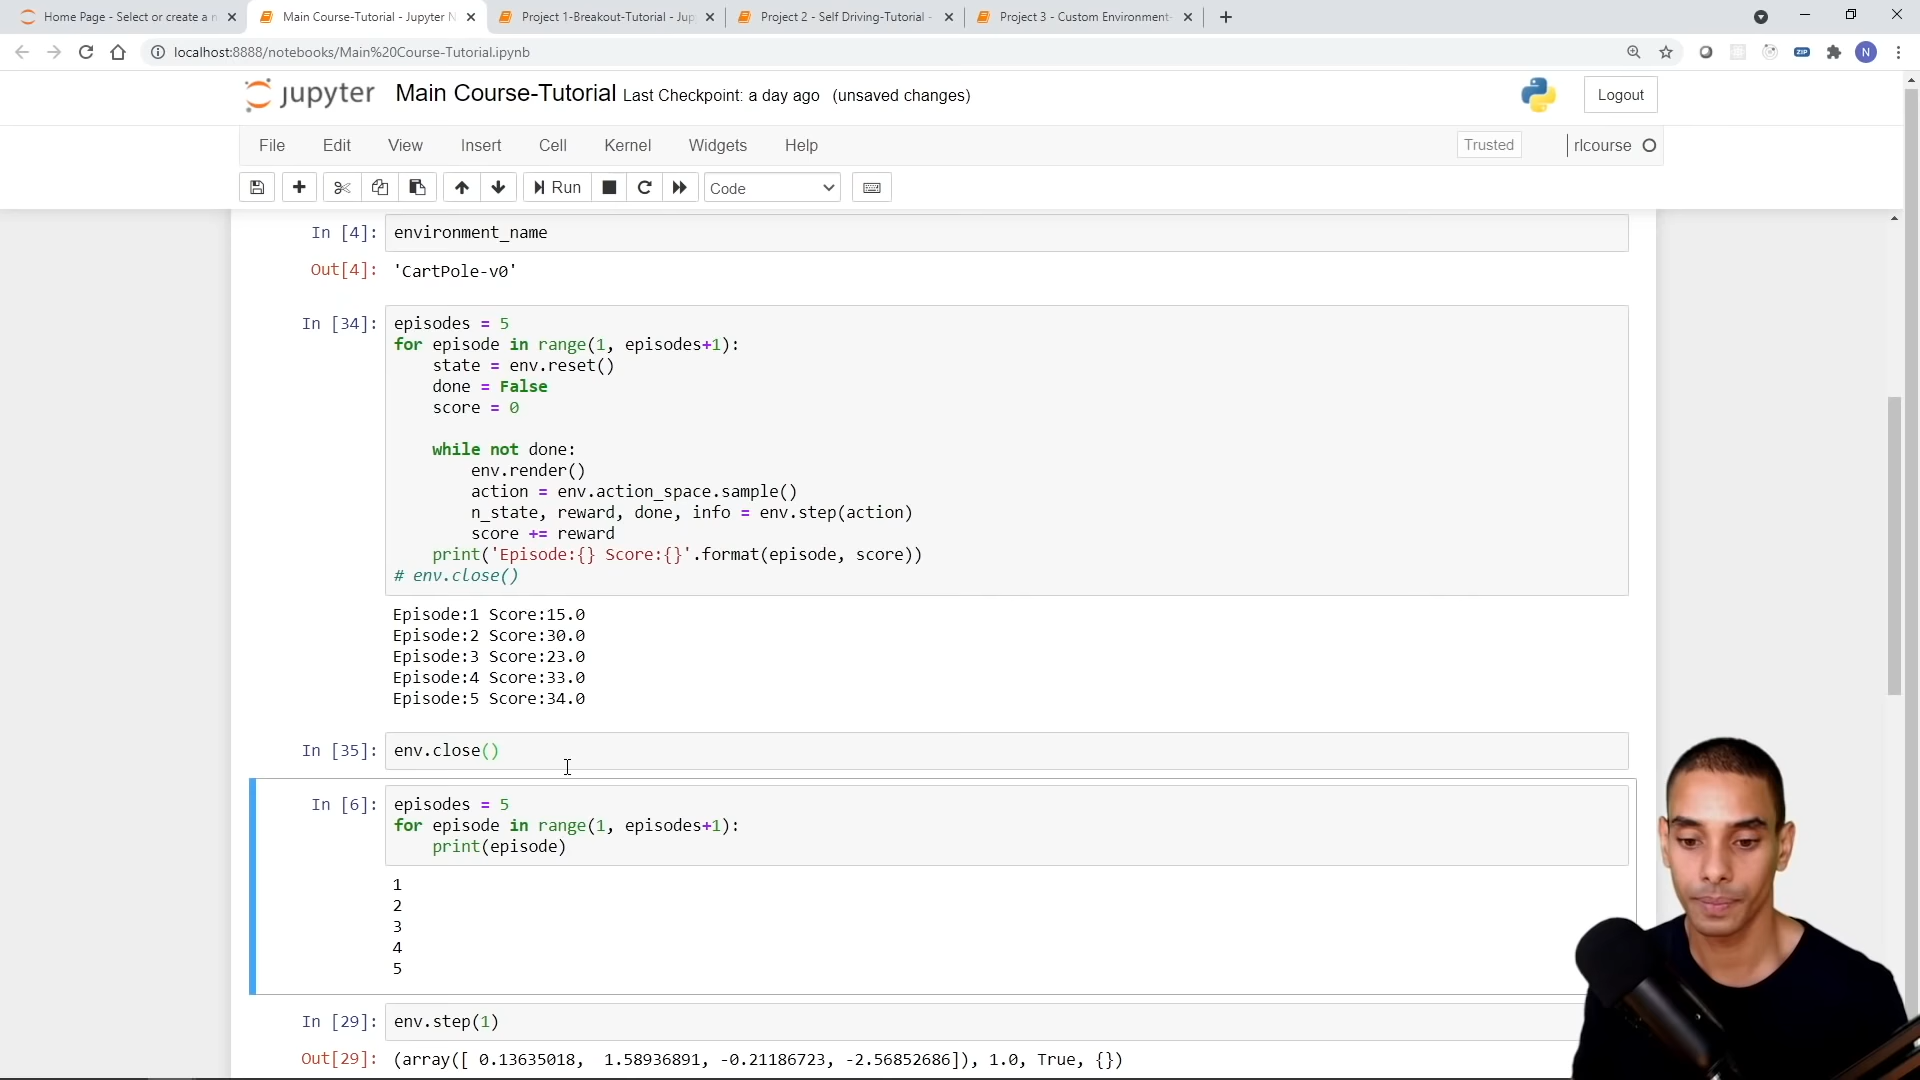 Home Page - Select or create a n
Main Course-Tutorial - Jupyter N
Project 1-Breakout-Tutorial - Jup
Project 2 - Self Driving-Tutorial -
Project 3 - Custom Environment-
localhost:8888/notebooks/Main%20Course-Tutorial.ipynb
ZIP
N
jupyter Main Course-Tutorial Last Checkpoint: a day ago (unsaved changes)
Logout
File Edit View Insert Cell Kernel Widgets Help
Trusted
rlcourse
Run
Code
In [4]: environment_name
Out[4]: 'CartPole-v0'
In [34]: episodes = 5
for episode in range(1, episodes+1):
    state = env.reset()
    done = False
    score = 0
    while not done:
        env.render()
        action = env.action_space.sample()
        n_state, reward, done, info = env.step(action)
        score += reward
    print('Episode:{} Score:{}'.format(episode, score))
# env.close()
Episode:1 Score:15.0
Episode:2 Score:30.0
Episode:3 Score:23.0
Episode:4 Score:33.0
Episode:5 Score:34.0
In [35]: env.close()
In [6]: episodes = 5
for episode in range(1, episodes+1):
    print(episode)
1
2
3
4
5
In [29]: env.step(1)
Out[29]: (array([ 0.13635018,  1.58936891, -0.21186723, -2.56852686]), 1.0, True, {})